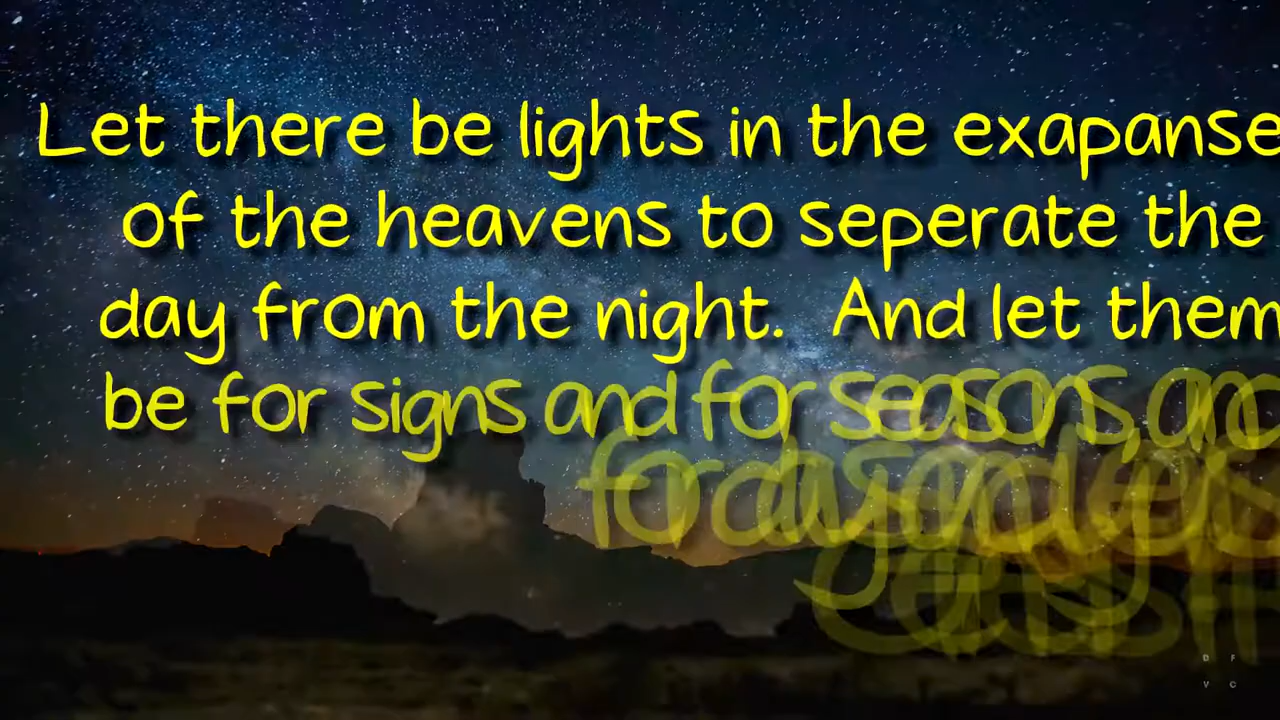 Let there be lights in the exapanse
of the heavens to seperate the
day from the night. And let them
be for signs and for seasons, and
for days and
D F
V C